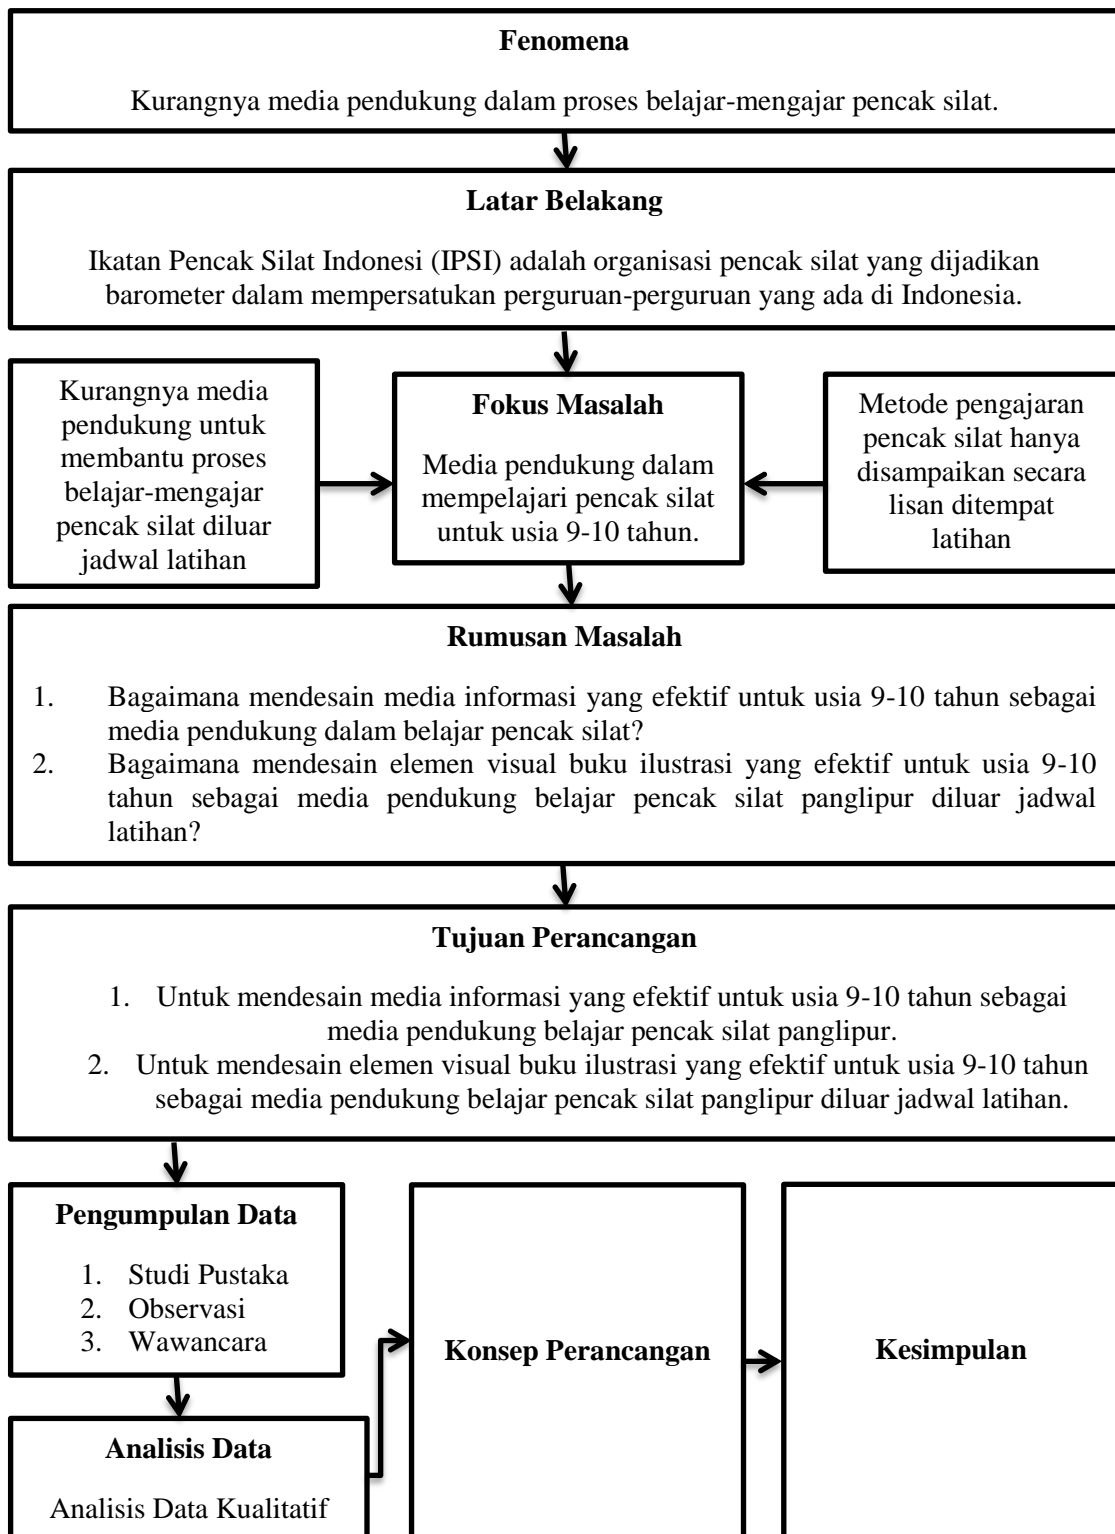 Fenomena
Kurangnya media pendukung dalam proses belajar-mengajar pencak silat.
Latar Belakang
Ikatan Pencak Silat Indonesi (IPSI) adalah organisasi pencak silat yang dijadikan
barometer dalam mempersatukan perguruan-perguruan yang ada di Indonesia.
Kurangnya media
pendukung untuk
membantu proses
belajar-mengajar
pencak silat diluar
jadwal latihan
Fokus Masalah
Media pendukung dalam
mempelajari pencak silat
untuk usia 9-10 tahun.
Metode pengajaran
pencak silat hanya
disampaikan secara
lisan ditempat
latihan
Rumusan Masalah
1. Bagaimana mendesain media informasi yang efektif untuk usia 9-10 tahun sebagai
media pendukung dalam belajar pencak silat?
2. Bagaimana mendesain elemen visual buku ilustrasi yang efektif untuk usia 9-10
tahun sebagai media pendukung belajar pencak silat panglipur diluar jadwal
latihan?
Tujuan Perancangan
1. Untuk mendesain media informasi yang efektif untuk usia 9-10 tahun sebagai
media pendukung belajar pencak silat panglipur.
2. Untuk mendesain elemen visual buku ilustrasi yang efektif untuk usia 9-10 tahun
sebagai media pendukung belajar pencak silat panglipur diluar jadwal latihan.
Pengumpulan Data
1. Studi Pustaka
2. Observasi
3. Wawancara
Analisis Data
Analisis Data Kualitatif
Konsep Perancangan
Kesimpulan